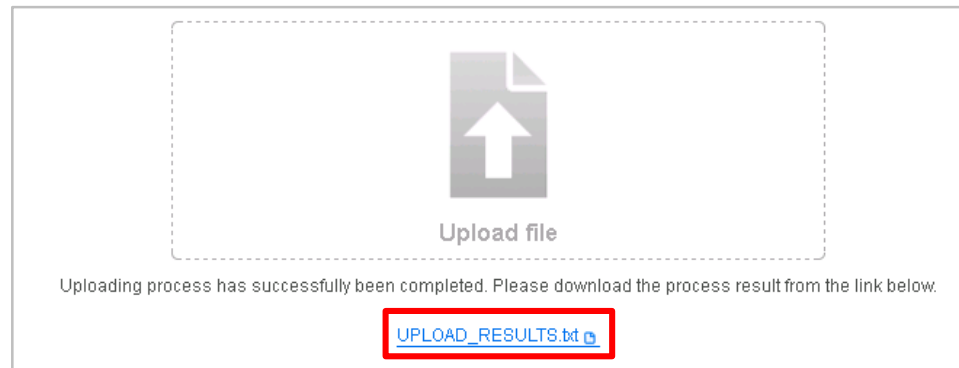 Upload file
Uploading process has successfully been completed. Please download the process result from the link below.
UPLOAD_RESULTS.txt